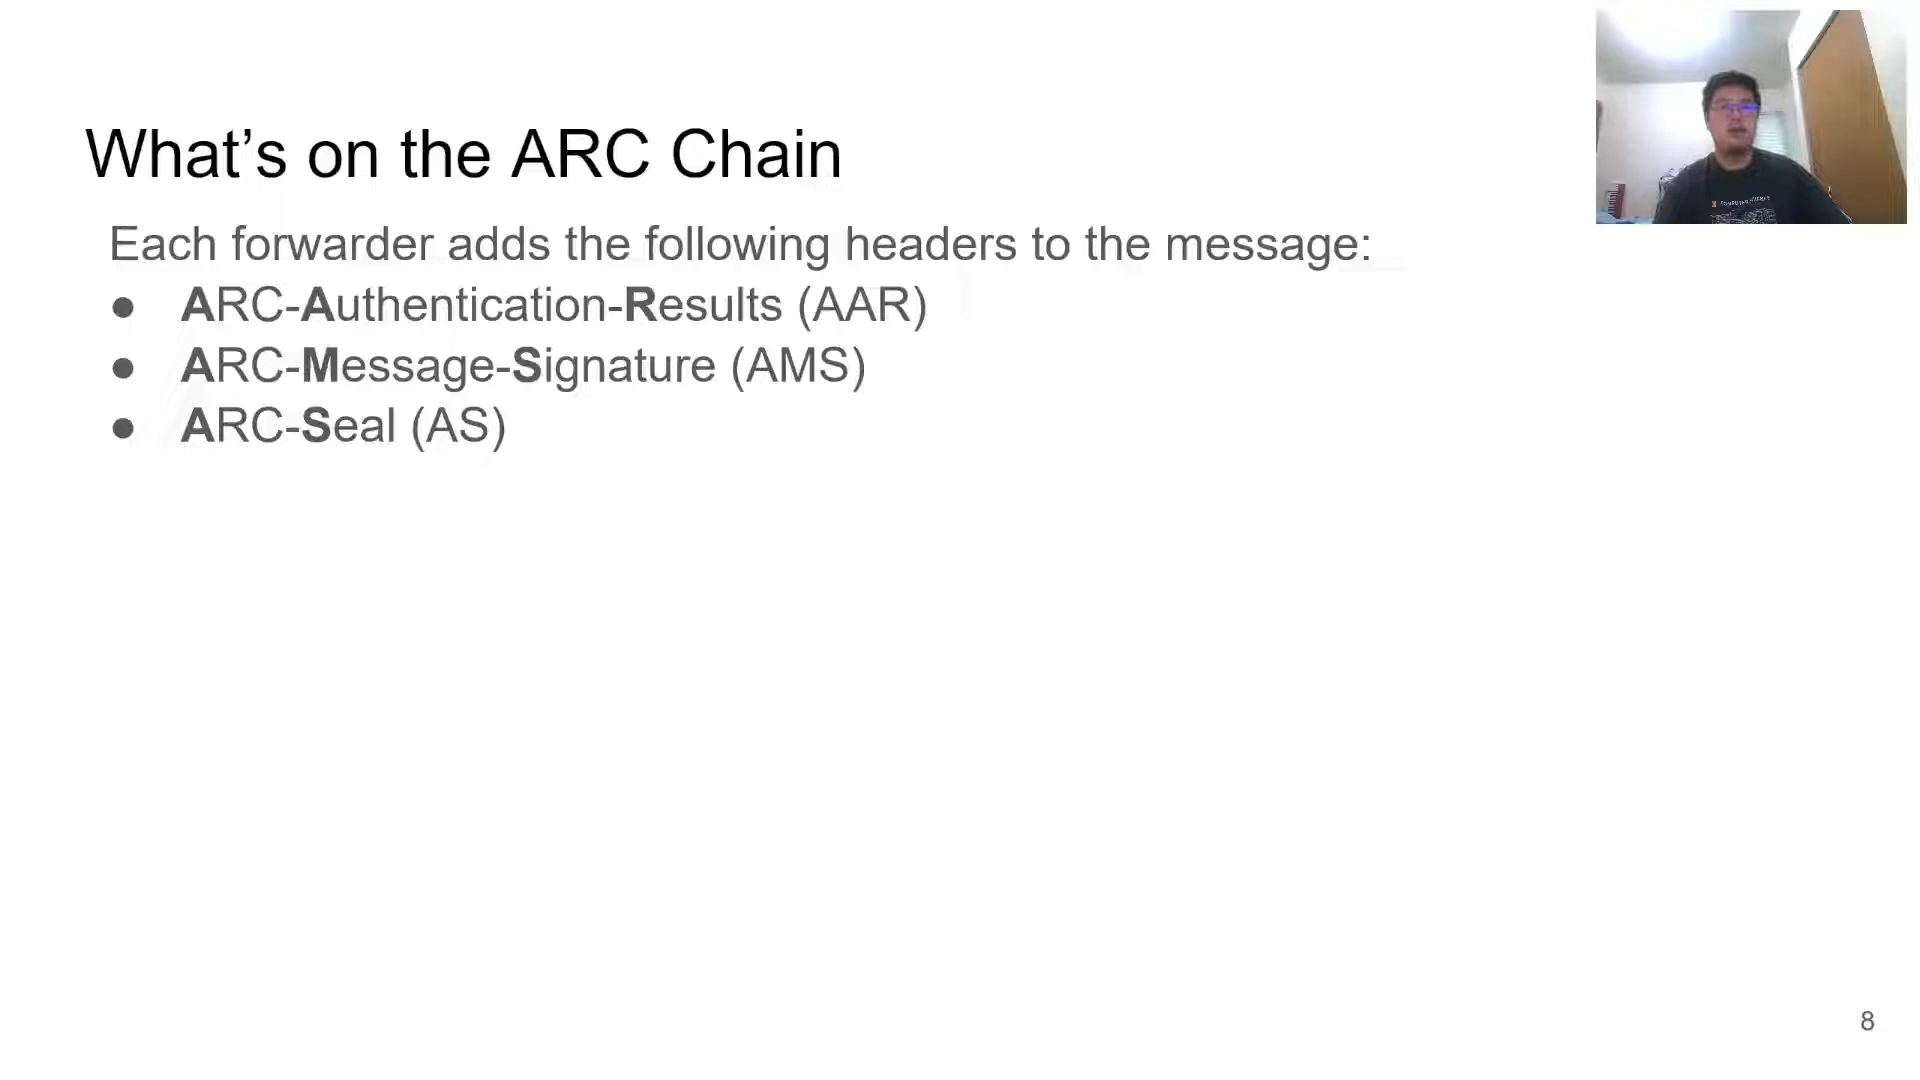 What’s on the ARC Chain
Each forwarder adds the following headers to the message:
● ARC-Authentication-Results (AAR)
● ARC-Message-Signature (AMS)
● ARC-Seal (AS)
8